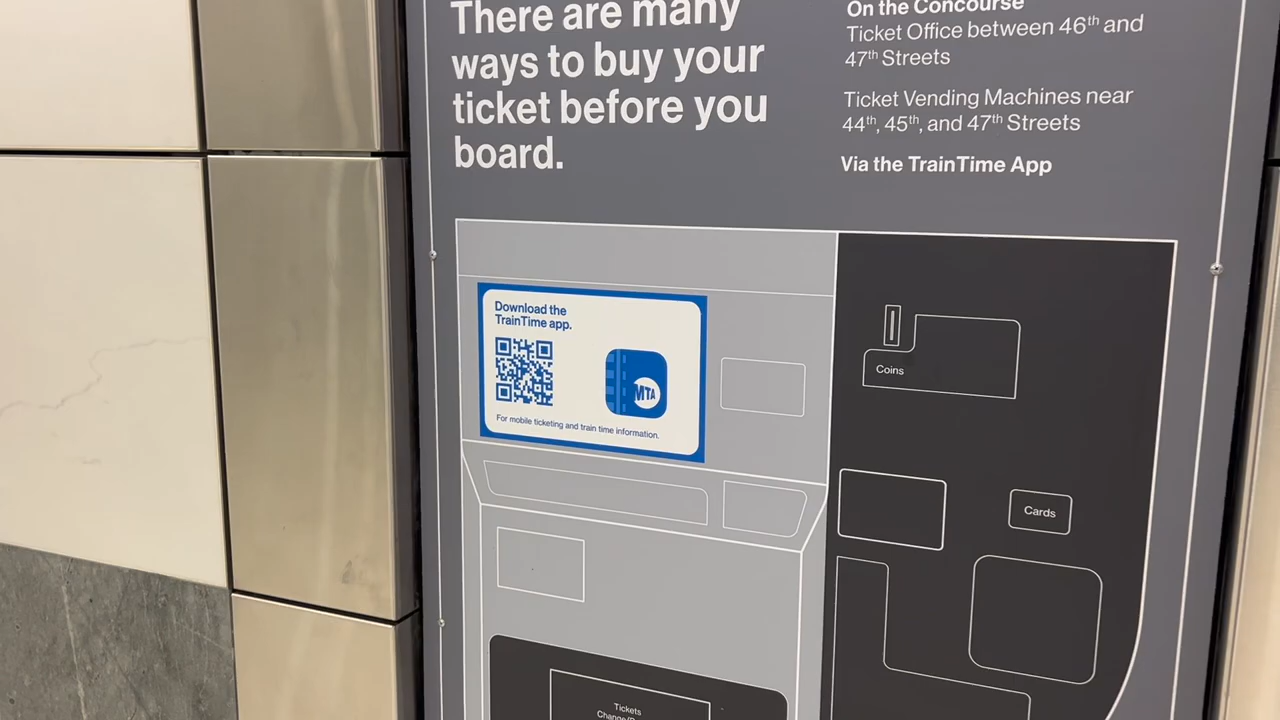 There are many
ways to buy your
ticket before you
board.
On the Concourse
Ticket Office between 46th and
47th Streets
Ticket Vending Machines near
44th, 45th, and 47th Streets
Via the TrainTime App
Download the
TrainTime app.
MTA
For mobile ticketing and train time information.
Coins
Cards
Tickets